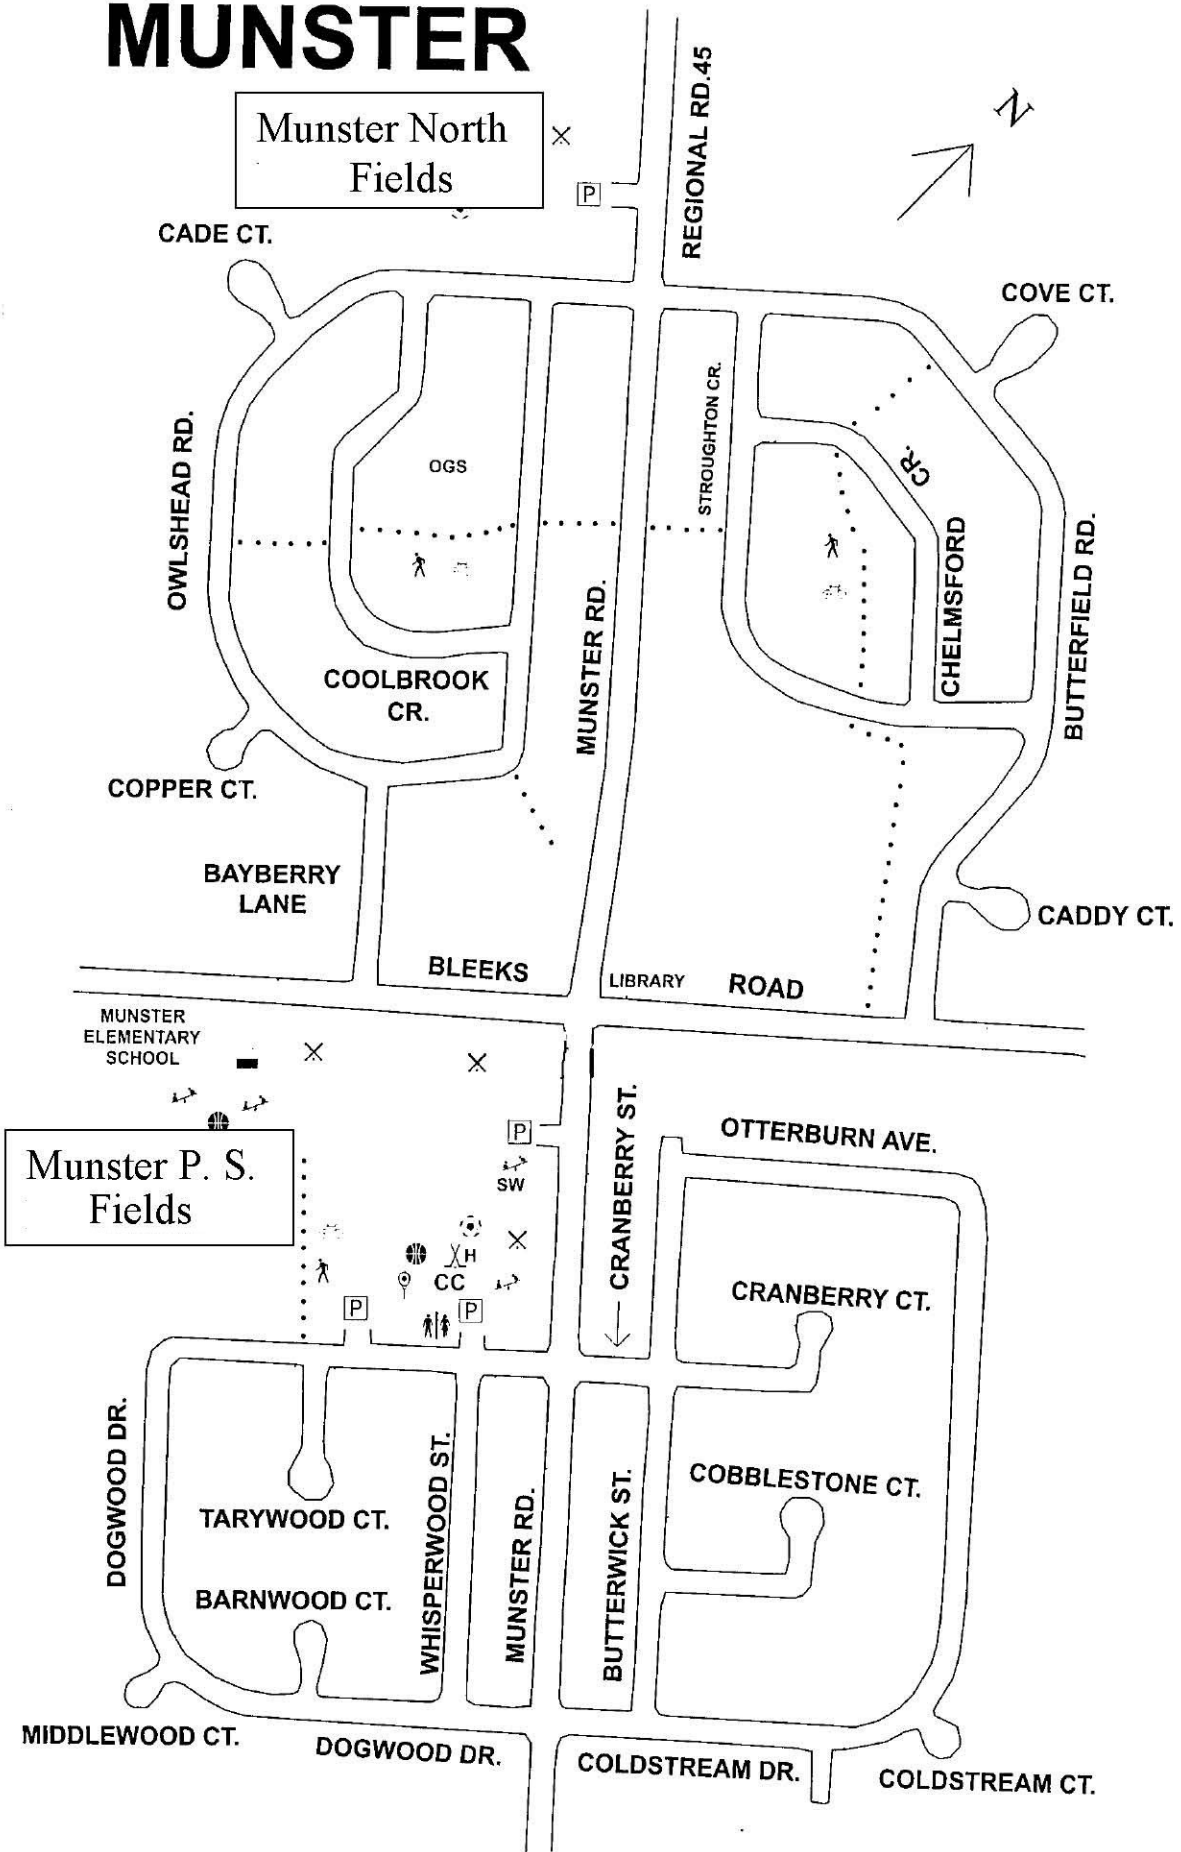 MUNSTER
Munster North
Fields
REGIONAL RD.45
N
P
CADE CT.
COVE CT.
OWLSHEAD RD.
OGS
STROUGHTON CR.
CR.
CHELMSFORD
BUTTERFIELD RD.
MUNSTER RD.
COOLBROOK
CR.
COPPER CT.
BAYBERRY
LANE
CADDY CT.
BLEEKS
LIBRARY
ROAD
MUNSTER
ELEMENTARY
SCHOOL
P
SW
CRANBERRY ST.
OTTERBURN AVE.
Munster P. S.
Fields
H
CC
P
P
CRANBERRY CT.
DOGWOOD DR.
TARYWOOD CT.
BARNWOOD CT.
WHISPERWOOD ST.
MUNSTER RD.
BUTTERWICK ST.
COBBLESTONE CT.
MIDDLEWOOD CT.
DOGWOOD DR.
COLDSTREAM DR.
COLDSTREAM CT.